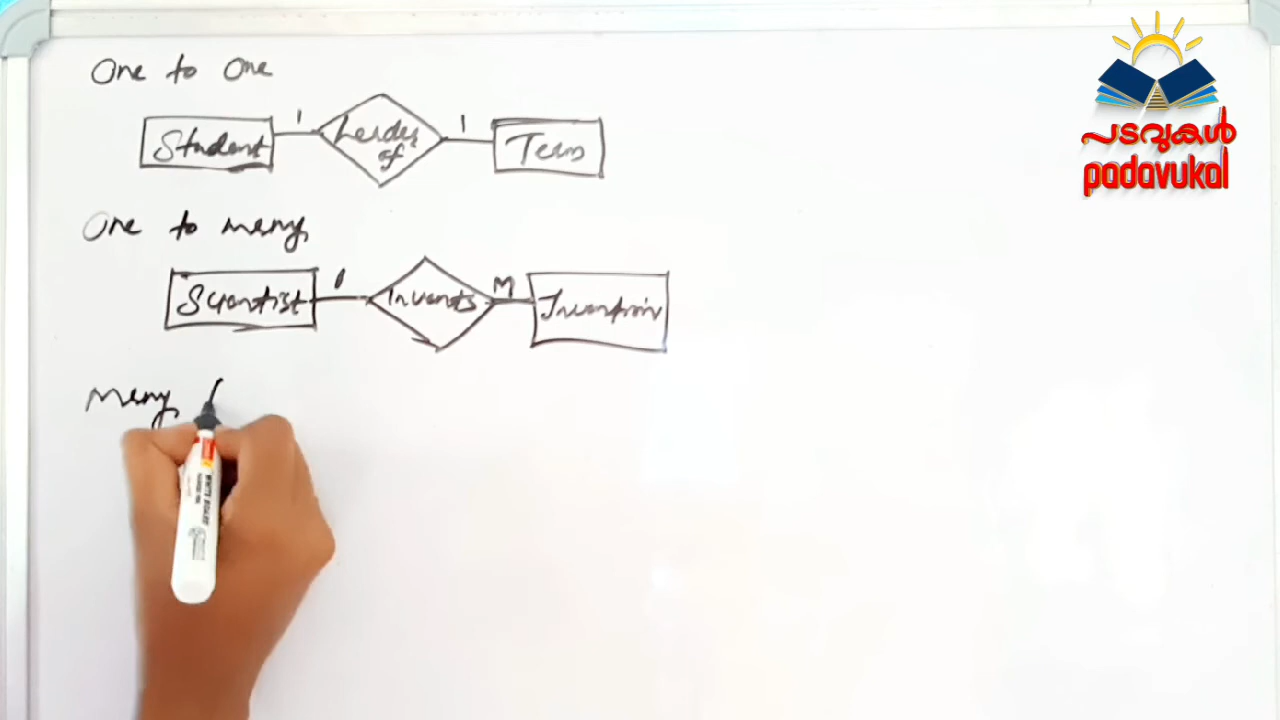 One to One
Student 1 Leader of 1 Team
One to many
Scientist 1 Invents M Invention
Many
പടവുകൾ
padavukal